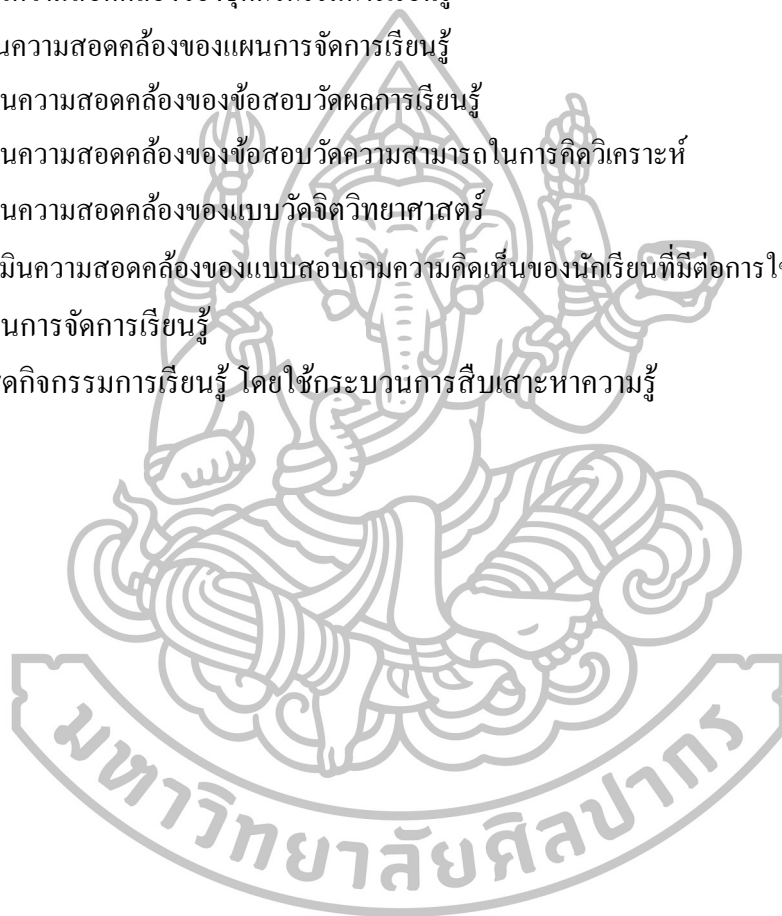 ความสอดคล้องของแผนการจัดการเรียนรู้
ความสอดคล้องของข้อสอบวัดผลการเรียนรู้
ความสอดคล้องของข้อสอบวัดความสามารถในการคิดวิเคราะห์
ความสอดคล้องของแบบวัดจิตวิทยาศาสตร์
มินความสอดคล้องของแบบสอบถามความคิดเห็นของนักเรียนที่มีต่อการใช
นการจัดการเรียนรู้
ดกิจกรรมการเรียนรู้ โดยใช้กระบวนการสืบเสาะหาความรู้
มหาวิทยาลัยศิลปากร